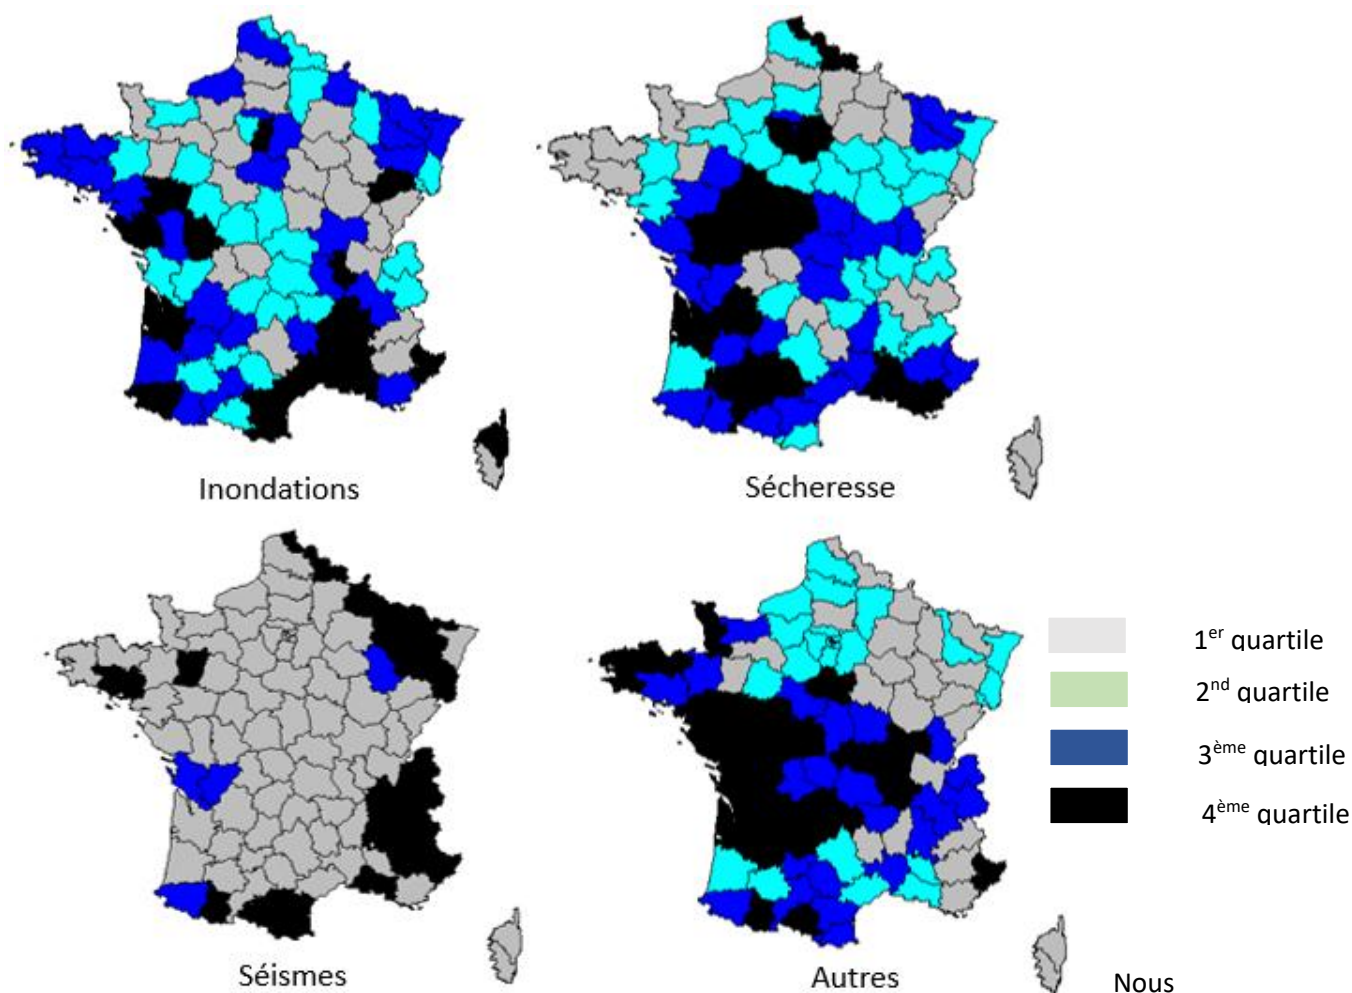 Inondations
Sécheresse
Séismes
Autres
1er quartile
2nd quartile
3ème quartile
4ème quartile
Nous